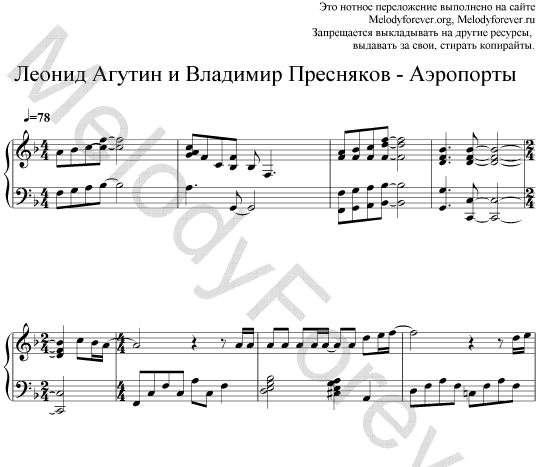 Это нотное переложение выполнено на сайте
Melodyforever.org, Melodyforever.ru
Запрещается выкладывать на другие ресурсы,
выдавать за свои, стирать копирайты.
Леонид Агутин и Владимир Пресняков - Аэропорты
♩=78
MelodyForev